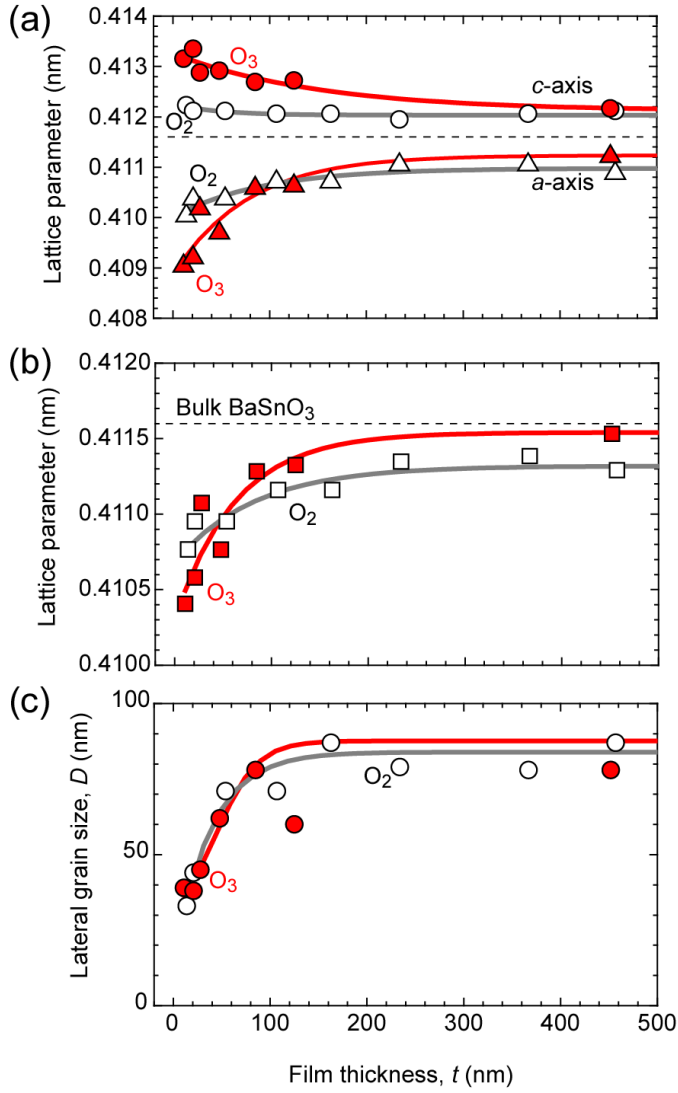 (a)
0.414
0.413
0.412
0.411
0.410
0.409
0.408
Lattice parameter (nm)
O3
c-axis
O2
O2
a-axis
O3
(b)
0.4120
0.4115
0.4110
0.4105
0.4100
Lattice parameter (nm)
Bulk BaSnO3
O2
O3
(c)
100
50
0
Lateral grain size, D (nm)
O2
O3
0 100 200 300 400 500
Film thickness, t (nm)